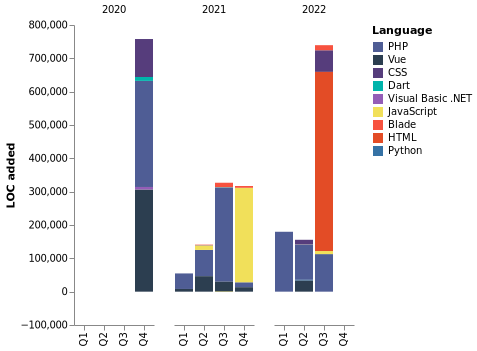 2020
2021
2022
800,000
700,000
600,000
500,000
400,000
300,000
200,000
100,000
0
−100,000
LOC added
Q1
Q2
Q3
Q4
Q1
Q2
Q3
Q4
Q1
Q2
Q3
Q4
Language
PHP
Vue
CSS
Dart
Visual Basic .NET
JavaScript
Blade
HTML
Python